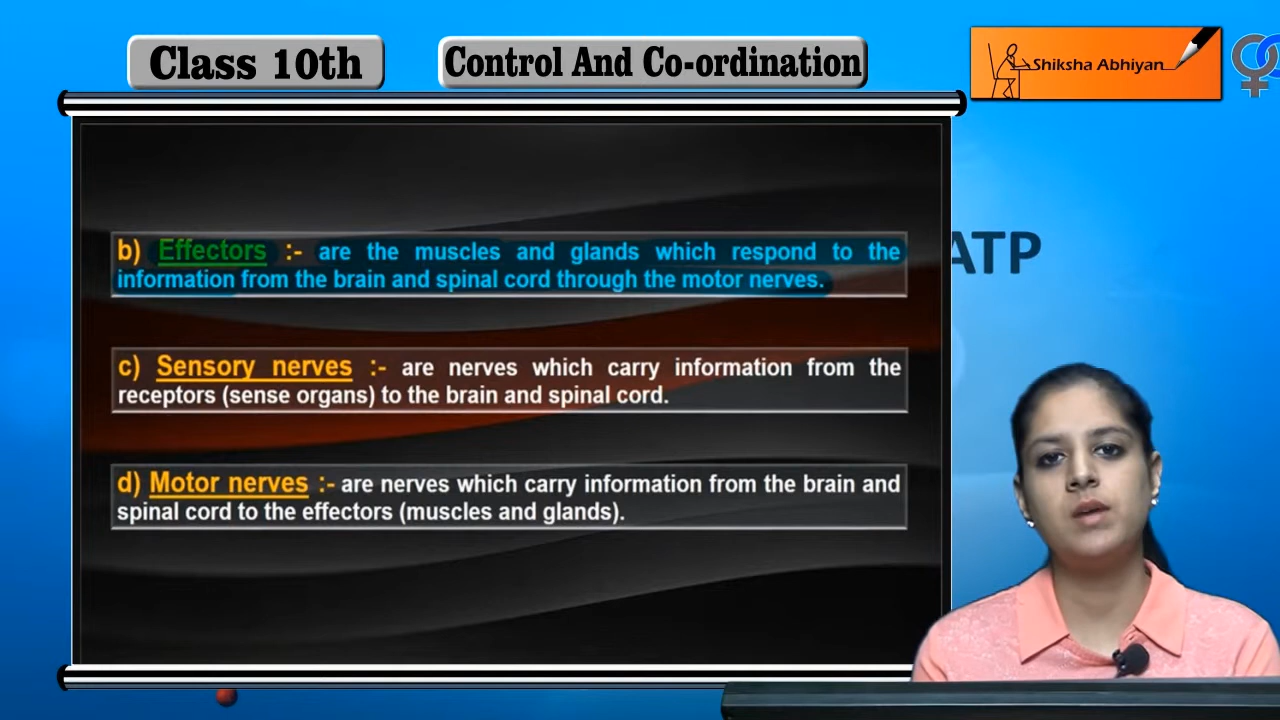 Class 10th
Control And Co-ordination
Shiksha Abhiyan
ATP
b) Effectors :- are the muscles and glands which respond to the
information from the brain and spinal cord through the motor nerves.
c) Sensory nerves :- are nerves which carry information from the
receptors (sense organs) to the brain and spinal cord.
d) Motor nerves :- are nerves which carry information from the brain and
spinal cord to the effectors (muscles and glands).